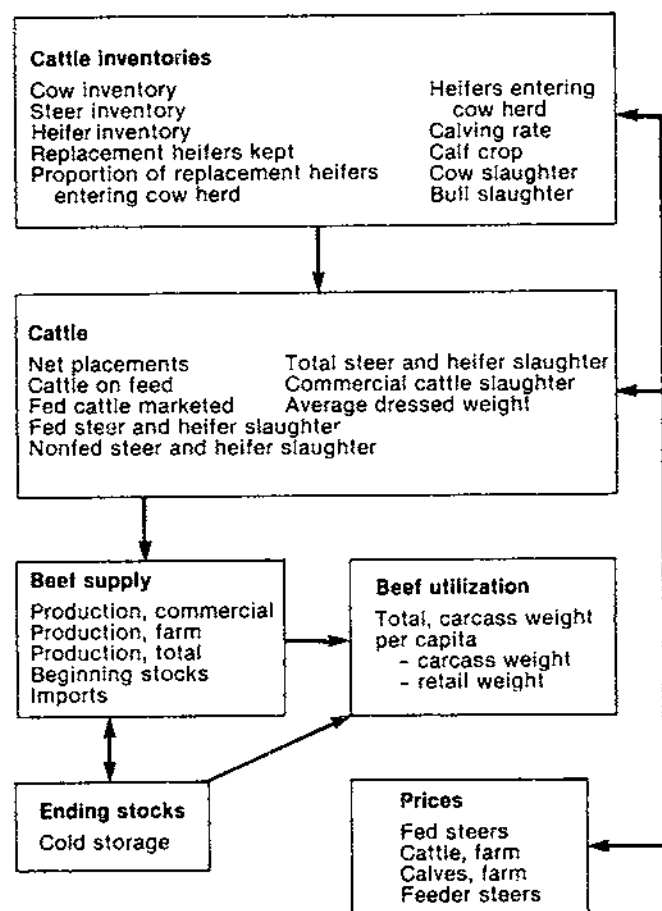 Cattle inventories
Cow inventory
Steer inventory
Heifer inventory
Replacement heifers kept
Proportion of replacement heifers
entering cow herd
Heifers entering
cow herd
Calving rate
Calf crop
Cow slaughter
Bull slaughter
Cattle
Net placements
Cattle on feed
Fed cattle marketed
Fed steer and heifer slaughter
Nonfed steer and heifer slaughter
Total steer and heifer slaughter
Commercial cattle slaughter
Average dressed weight
Beef supply
Production, commercial
Production, farm
Production, total
Beginning stocks
Imports
Beef utilization
Total, carcass weight
per capita
- carcass weight
- retail weight
Ending stocks
Cold storage
Prices
Fed steers
Cattle, farm
Calves, farm
Feeder steers